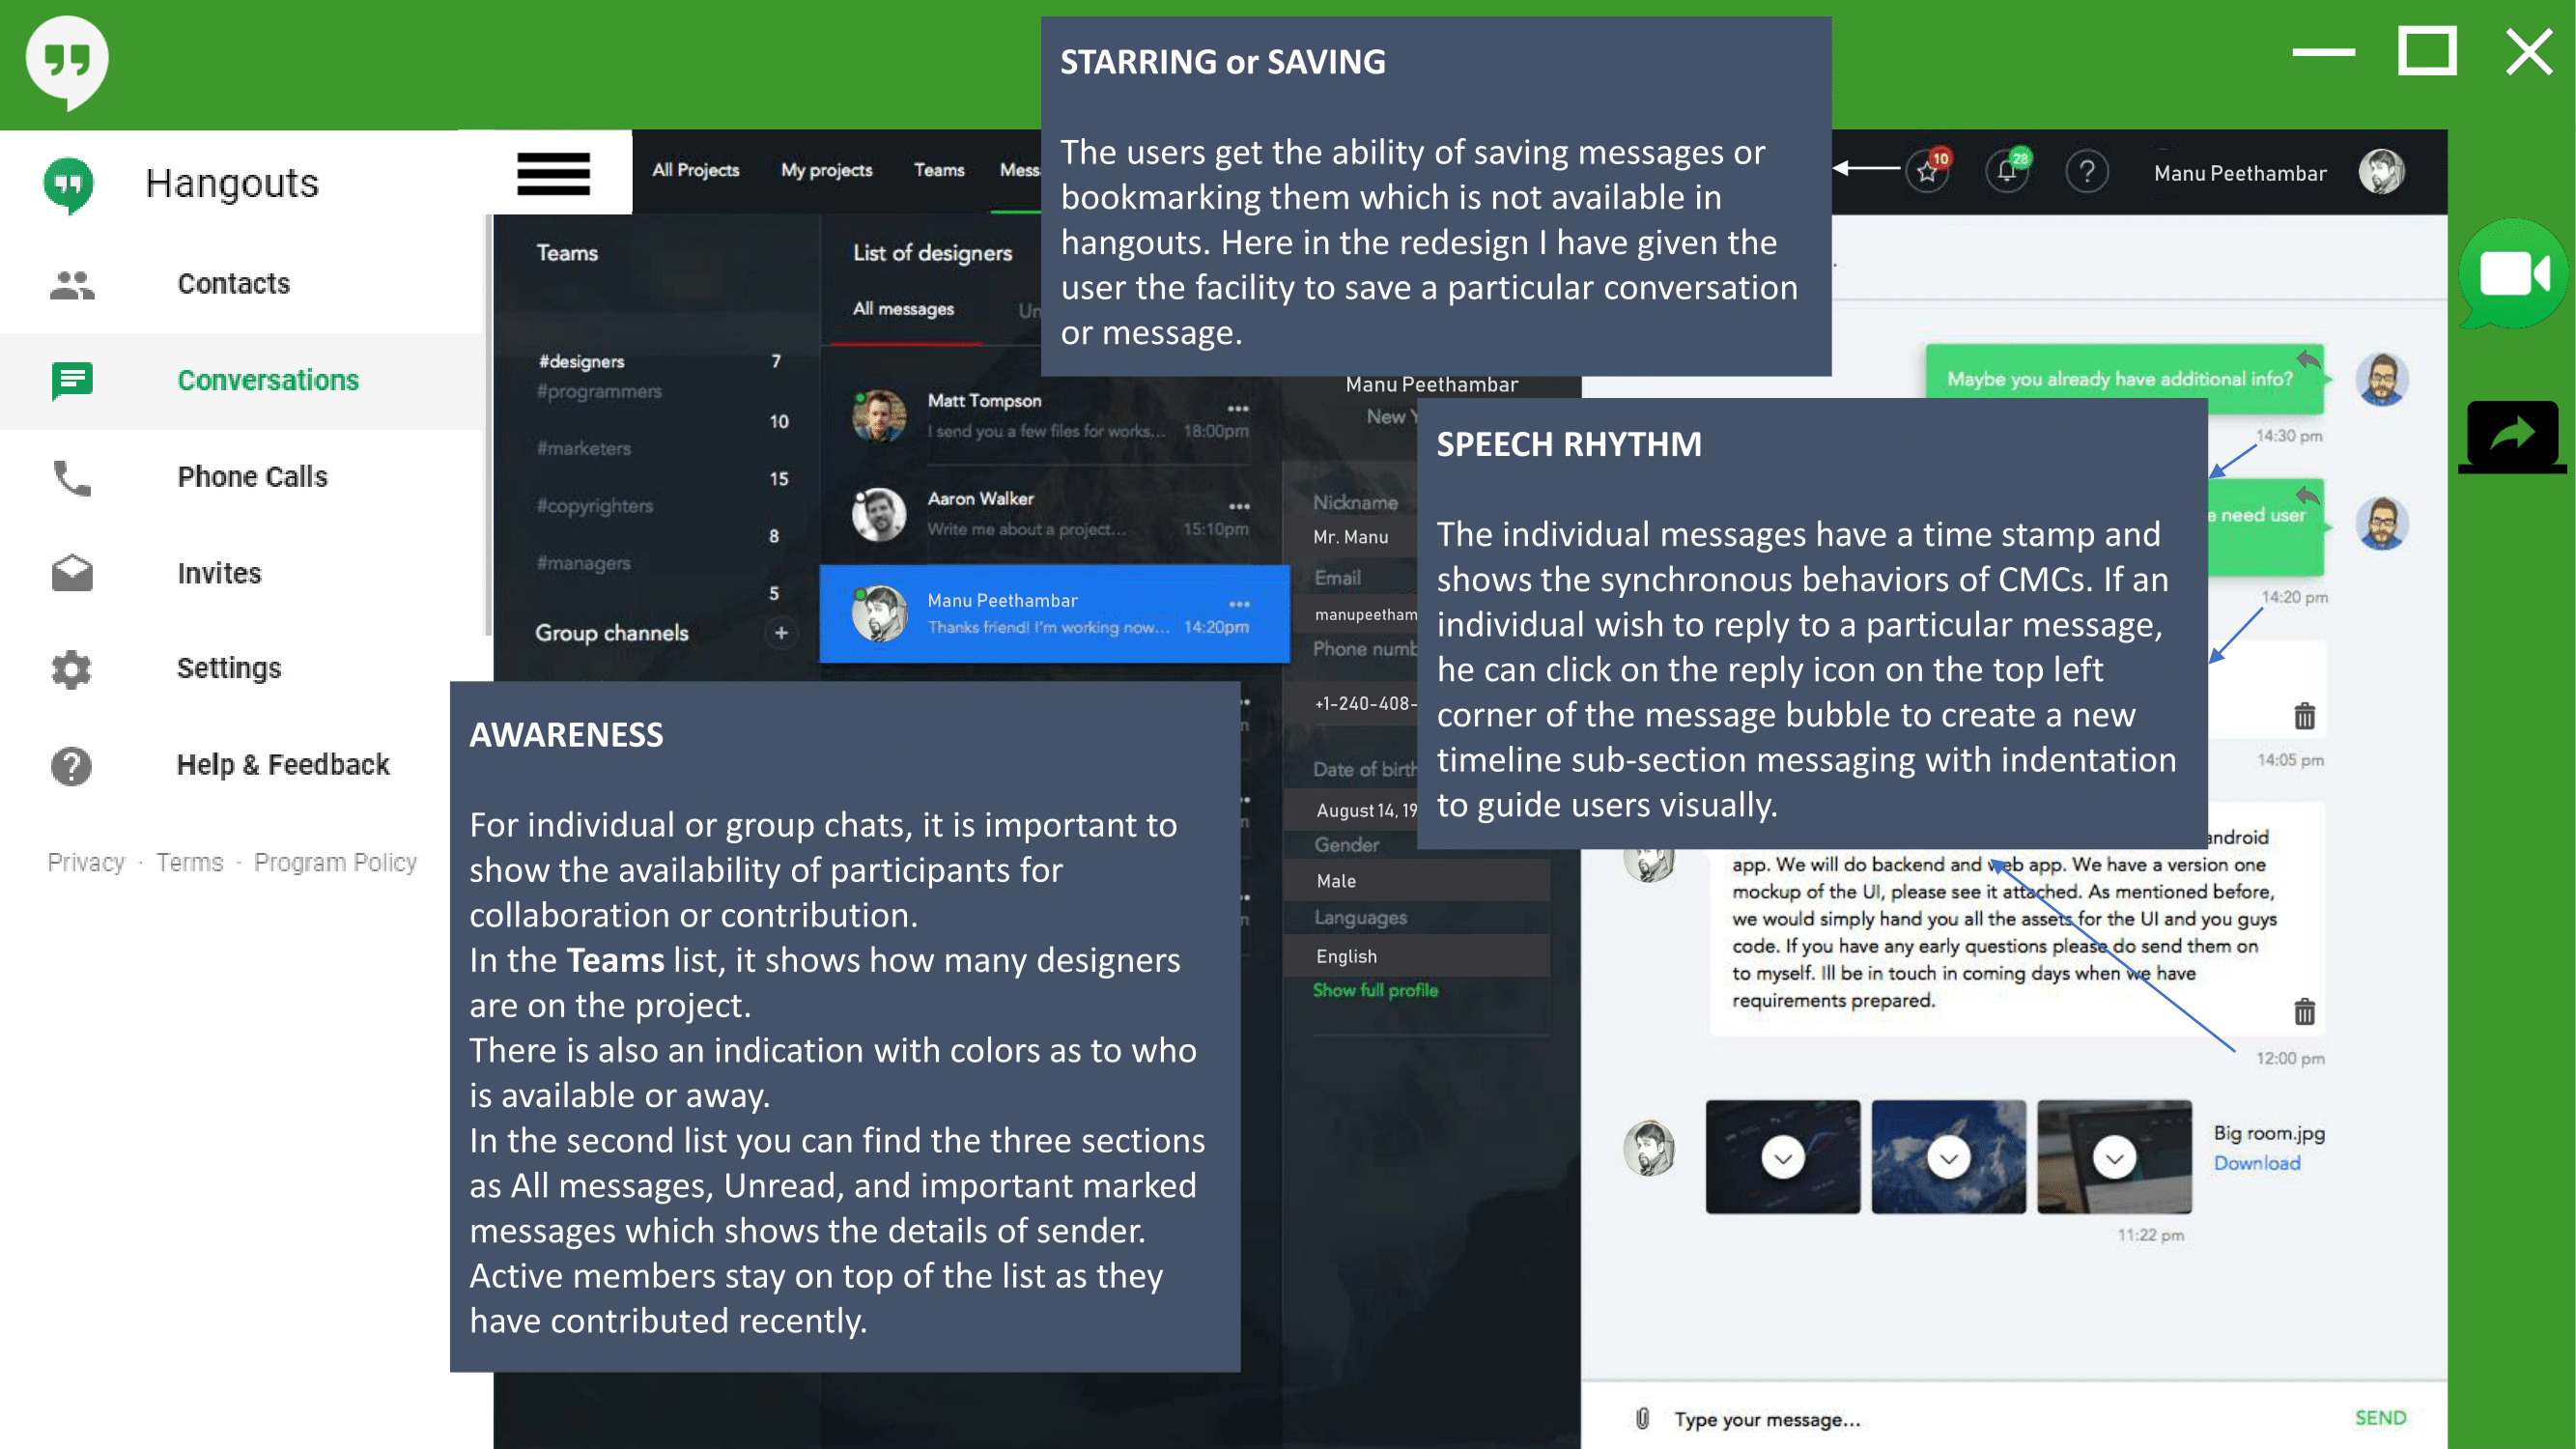 STARRING or SAVING
The users get the ability of saving messages or
bookmarking them which is not available in
hangouts. Here in the redesign I have given the
user the facility to save a particular conversation
or message.
Hangouts
Contacts
Conversations
Phone Calls
Invites
Settings
Help & Feedback
Privacy · Terms · Program Policy
All Projects My projects Teams Mess
10
28
?
Manu Peethambar
Teams
#designers 7
#programmers
10
#marketers
15
#copyrighters
8
#managers
5
Group channels +
List of designers
All messages Un
Matt Tompson
I send you a few files for works... 18:00pm
Aaron Walker
Write me about a project... 15:10pm
Manu Peethambar
Thanks friend! I'm working now... 14:20pm
Manu Peethambar
New Y
Nickname
Mr. Manu
Email
manupeetham
Phone numb
+1-240-408-
Date of birth
August 14, 19
Gender
Male
Languages
English
Show full profile
SPEECH RHYTHM
The individual messages have a time stamp and
shows the synchronous behaviors of CMCs. If an
individual wish to reply to a particular message,
he can click on the reply icon on the top left
corner of the message bubble to create a new
timeline sub-section messaging with indentation
to guide users visually.
AWARENESS
For individual or group chats, it is important to
show the availability of participants for
collaboration or contribution.
In the Teams list, it shows how many designers
are on the project.
There is also an indication with colors as to who
is available or away.
In the second list you can find the three sections
as All messages, Unread, and important marked
messages which shows the details of sender.
Active members stay on top of the list as they
have contributed recently.
Maybe you already have additional info?
14:30 pm
e need user
14:20 pm
14:05 pm
android
app. We will do backend and web app. We have a version one
mockup of the UI, please see it attached. As mentioned before,
we would simply hand you all the assets for the UI and you guys
code. If you have any early questions please do send them on
to myself. Ill be in touch in coming days when we have
requirements prepared.
12:00 pm
Big room.jpg
Download
11:22 pm
Type your message...
SEND